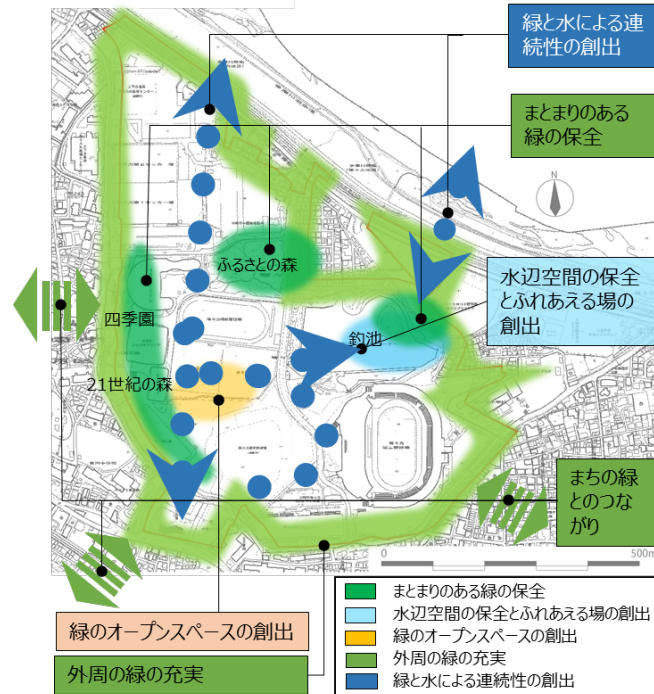 緑と水による連
続性の創出
まとまりのある
緑の保全
N
ふるさとの森
水辺空間の保全
とふれあえる場の
創出
四季園
釣池
21世紀の森
まちの緑
とのつな
がり
0
500m
緑のオープンスペースの創出
外周の緑の充実
まとまりのある緑の保全
水辺空間の保全とふれあえる場の創出
緑のオープンスペースの創出
外周の緑の充実
緑と水による連続性の創出